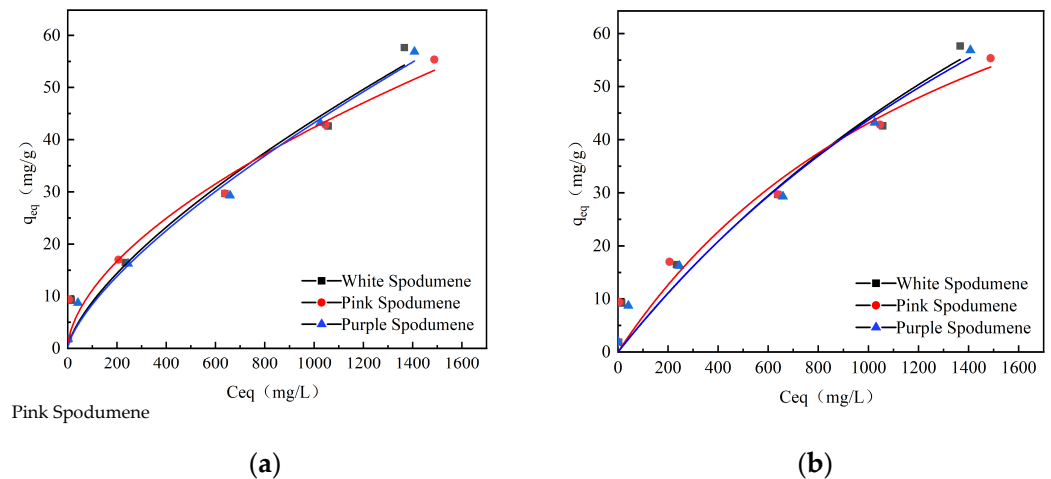 60
50
40
30
20
10
0
qeq（mg/g）
White Spodumene
Pink Spodumene
Purple Spodumene
0 200 400 600 800 1000 1200 1400 1600
Ceq（mg/L）
Pink Spodumene
(a)
60
50
40
30
20
10
0
qeq（mg/g）
White Spodumene
Pink Spodumene
Purple Spodumene
0 200 400 600 800 1000 1200 1400 1600
Ceq（mg/L）
(b)